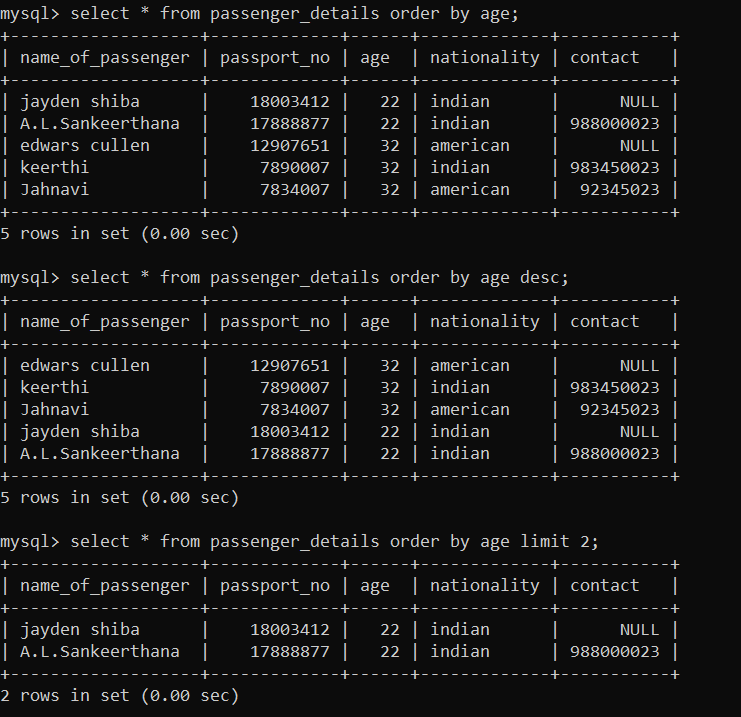 mysql> select * from passenger_details order by age;
+-------------------+-------------+------+-------------+-----------+
| name_of_passenger | passport_no | age  | nationality | contact   |
+-------------------+-------------+------+-------------+-----------+
| jayden shiba      |    18003412 |   22 | indian      |      NULL |
| A.L.Sankeerthana  |    17888877 |   22 | indian      | 988000023 |
| edwars cullen     |    12907651 |   32 | american    |      NULL |
| keerthi           |     7890007 |   32 | indian      | 983450023 |
| Jahnavi           |     7834007 |   32 | american    |  92345023 |
+-------------------+-------------+------+-------------+-----------+
5 rows in set (0.00 sec)

mysql> select * from passenger_details order by age desc;
+-------------------+-------------+------+-------------+-----------+
| name_of_passenger | passport_no | age  | nationality | contact   |
+-------------------+-------------+------+-------------+-----------+
| edwars cullen     |    12907651 |   32 | american    |      NULL |
| keerthi           |     7890007 |   32 | indian      | 983450023 |
| Jahnavi           |     7834007 |   32 | american    |  92345023 |
| jayden shiba      |    18003412 |   22 | indian      |      NULL |
| A.L.Sankeerthana  |    17888877 |   22 | indian      | 988000023 |
+-------------------+-------------+------+-------------+-----------+
5 rows in set (0.00 sec)

mysql> select * from passenger_details order by age limit 2;
+-------------------+-------------+------+-------------+-----------+
| name_of_passenger | passport_no | age  | nationality | contact   |
+-------------------+-------------+------+-------------+-----------+
| jayden shiba      |    18003412 |   22 | indian      |      NULL |
| A.L.Sankeerthana  |    17888877 |   22 | indian      | 988000023 |
+-------------------+-------------+------+-------------+-----------+
2 rows in set (0.00 sec)